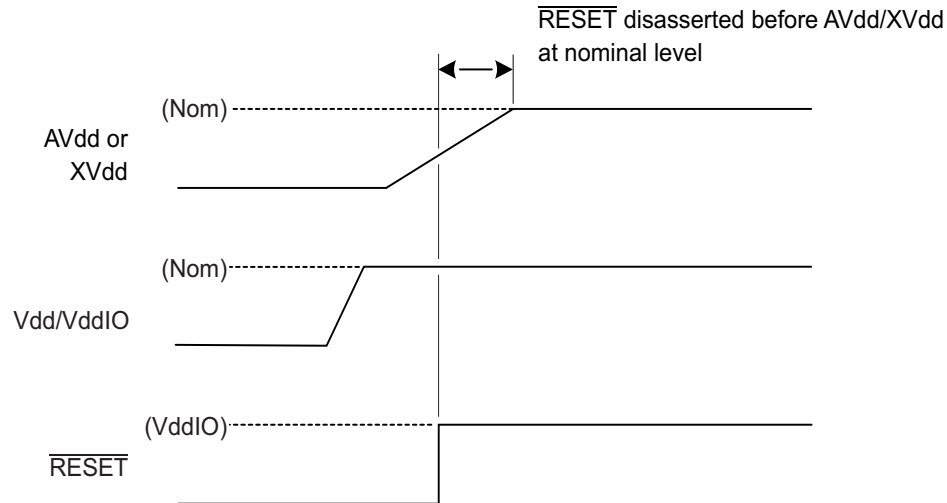 RESET disasserted before AVdd/XVdd
at nominal level
(Nom)
AVdd or
XVdd
(Nom)
Vdd/VddIO
(VddIO)
RESET